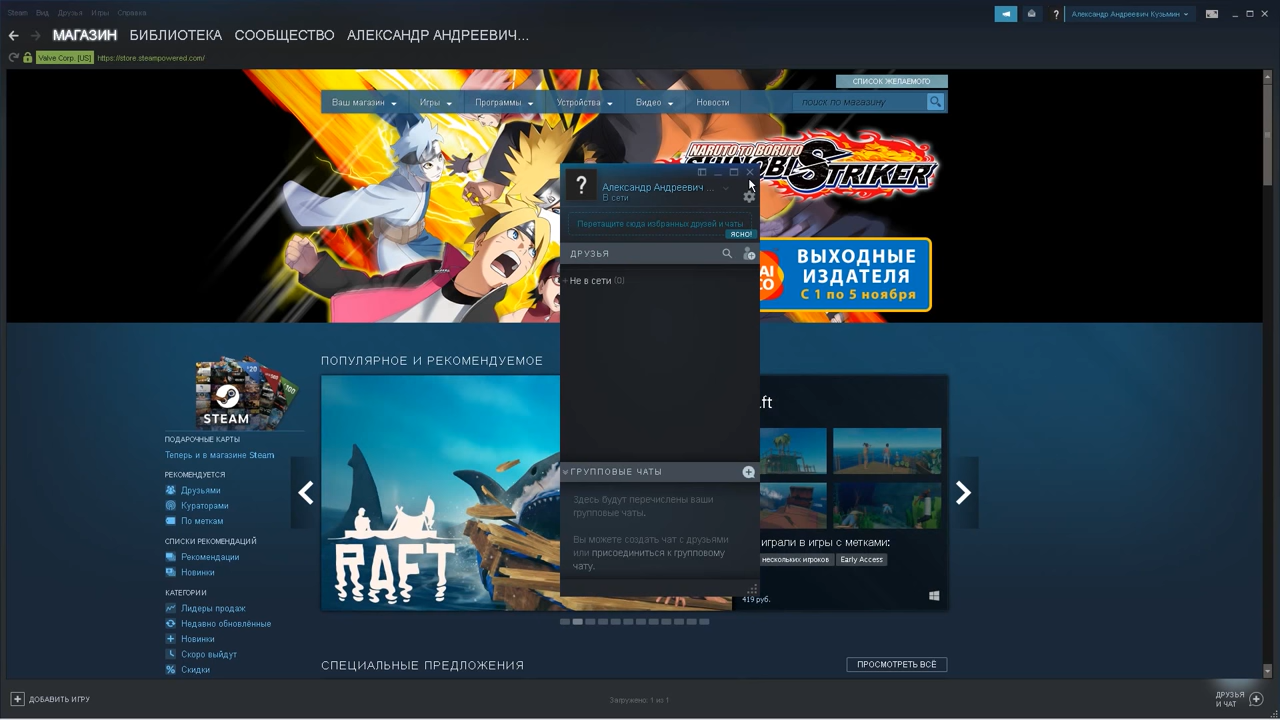 Steam Вид Друзья Игры Справка
Александр Андреевич Кузьмин
МАГАЗИН БИБЛИОТЕКА СООБЩЕСТВО АЛЕКСАНДР АНДРЕЕВИЧ...
Valve Corp. [US] https://store.steampowered.com/
СПИСОК ЖЕЛАЕМОГО
Ваш магазин Игры Программы Устройства Видео Новости поиск по магазину
NARUTO TO BORUTO
SHINOBI STRIKER
ВЫХОДНЫЕ
ИЗДАТЕЛЯ
С 1 по 5 ноября
?
Александр Андреевич ...
В сети
Перетащите сюда избранных друзей и чаты
ЯСНО!
ДРУЗЬЯ
Не в сети (0)
ГРУППОВЫЕ ЧАТЫ
Здесь будут перечислены ваши
групповые чаты.
Вы можете создать чат с друзьями
или присоединиться к групповому
чату.
STEAM
ПОДАРОЧНЫЕ КАРТЫ
Теперь и в магазине Steam
РЕКОМЕНДУЕТСЯ
Друзьями
Кураторами
По меткам
СПИСКИ РЕКОМЕНДАЦИЙ
Рекомендации
Новинки
КАТЕГОРИИ
Лидеры продаж
Недавно обновлённые
Новинки
Скоро выйдут
Скидки
ПОПУЛЯРНОЕ И РЕКОМЕНДУЕМОЕ
RAFT
ft
играли в игры с метками:
нескольких игроков Early Access
419 руб.
СПЕЦИАЛЬНЫЕ ПРЕДЛОЖЕНИЯ
ПРОСМОТРЕТЬ ВСЁ
ДОБАВИТЬ ИГРУ
Загружено: 1 из 1
ДРУЗЬЯ
И ЧАТ